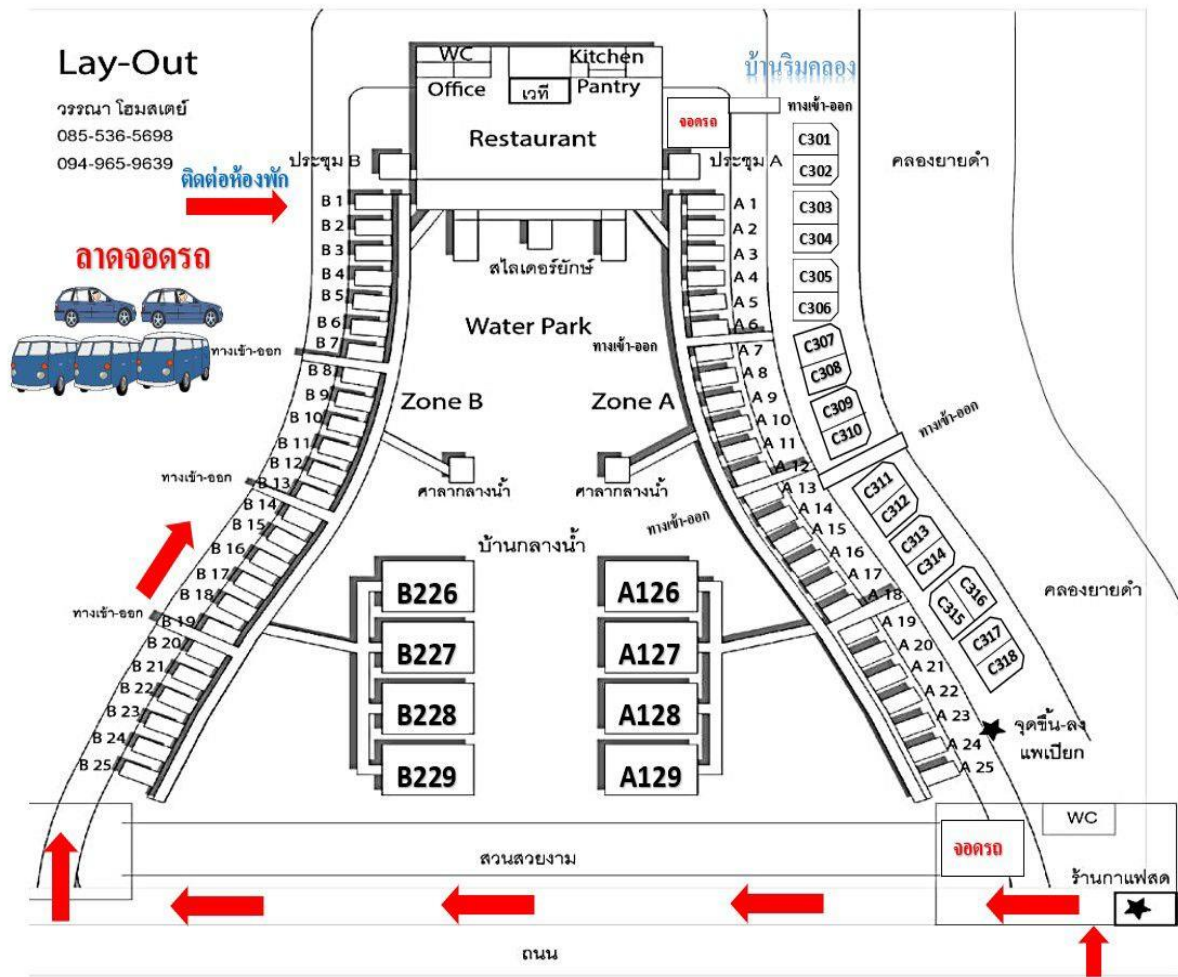 Lay-Out
วรรณา โฮมสเตย์
085-536-5698
094-965-9639
ติดต่อห้องพัก
ลาดจอดรถ
WC
Kitchen
Office
เวที
Pantry
Restaurant
บ้านริมคลอง
ทางเข้า-ออก
จอดรถ
ประชุม B
ประชุม A
คลองยายดำ
สไลเดอร์ยักษ์
Water Park
Zone B
Zone A
ทางเข้า-ออก
ทางเข้า-ออก
ทางเข้า-ออก
ทางเข้า-ออก
ทางเข้า-ออก
ทางเข้า-ออก
ศาลากลางน้ำ
ศาลากลางน้ำ
บ้านกลางน้ำ
B 1
B 2
B 3
B 4
B 5
B 6
B 7
B 8
B 9
B 10
B 11
B 12
B 13
B 14
B 15
B 16
B 17
B 18
B 19
B 20
B 21
B 22
B 23
B 24
B 25
B226
B227
B228
B229
A126
A127
A128
A129
A 1
A 2
A 3
A 4
A 5
A 6
A 7
A 8
A 9
A 10
A 11
A 12
A 13
A 14
A 15
A 16
A 17
A 18
A 19
A 20
A 21
A 22
A 23
A 24
A 25
C301
C302
C303
C304
C305
C306
C307
C308
C309
C310
C311
C312
C313
C314
C315
C316
C317
C318
คลองยายดำ
จุดขึ้น-ลง
แพเปียก
WC
จอดรถ
ร้านกาแฟสด
สวนสวยงาม
ถนน